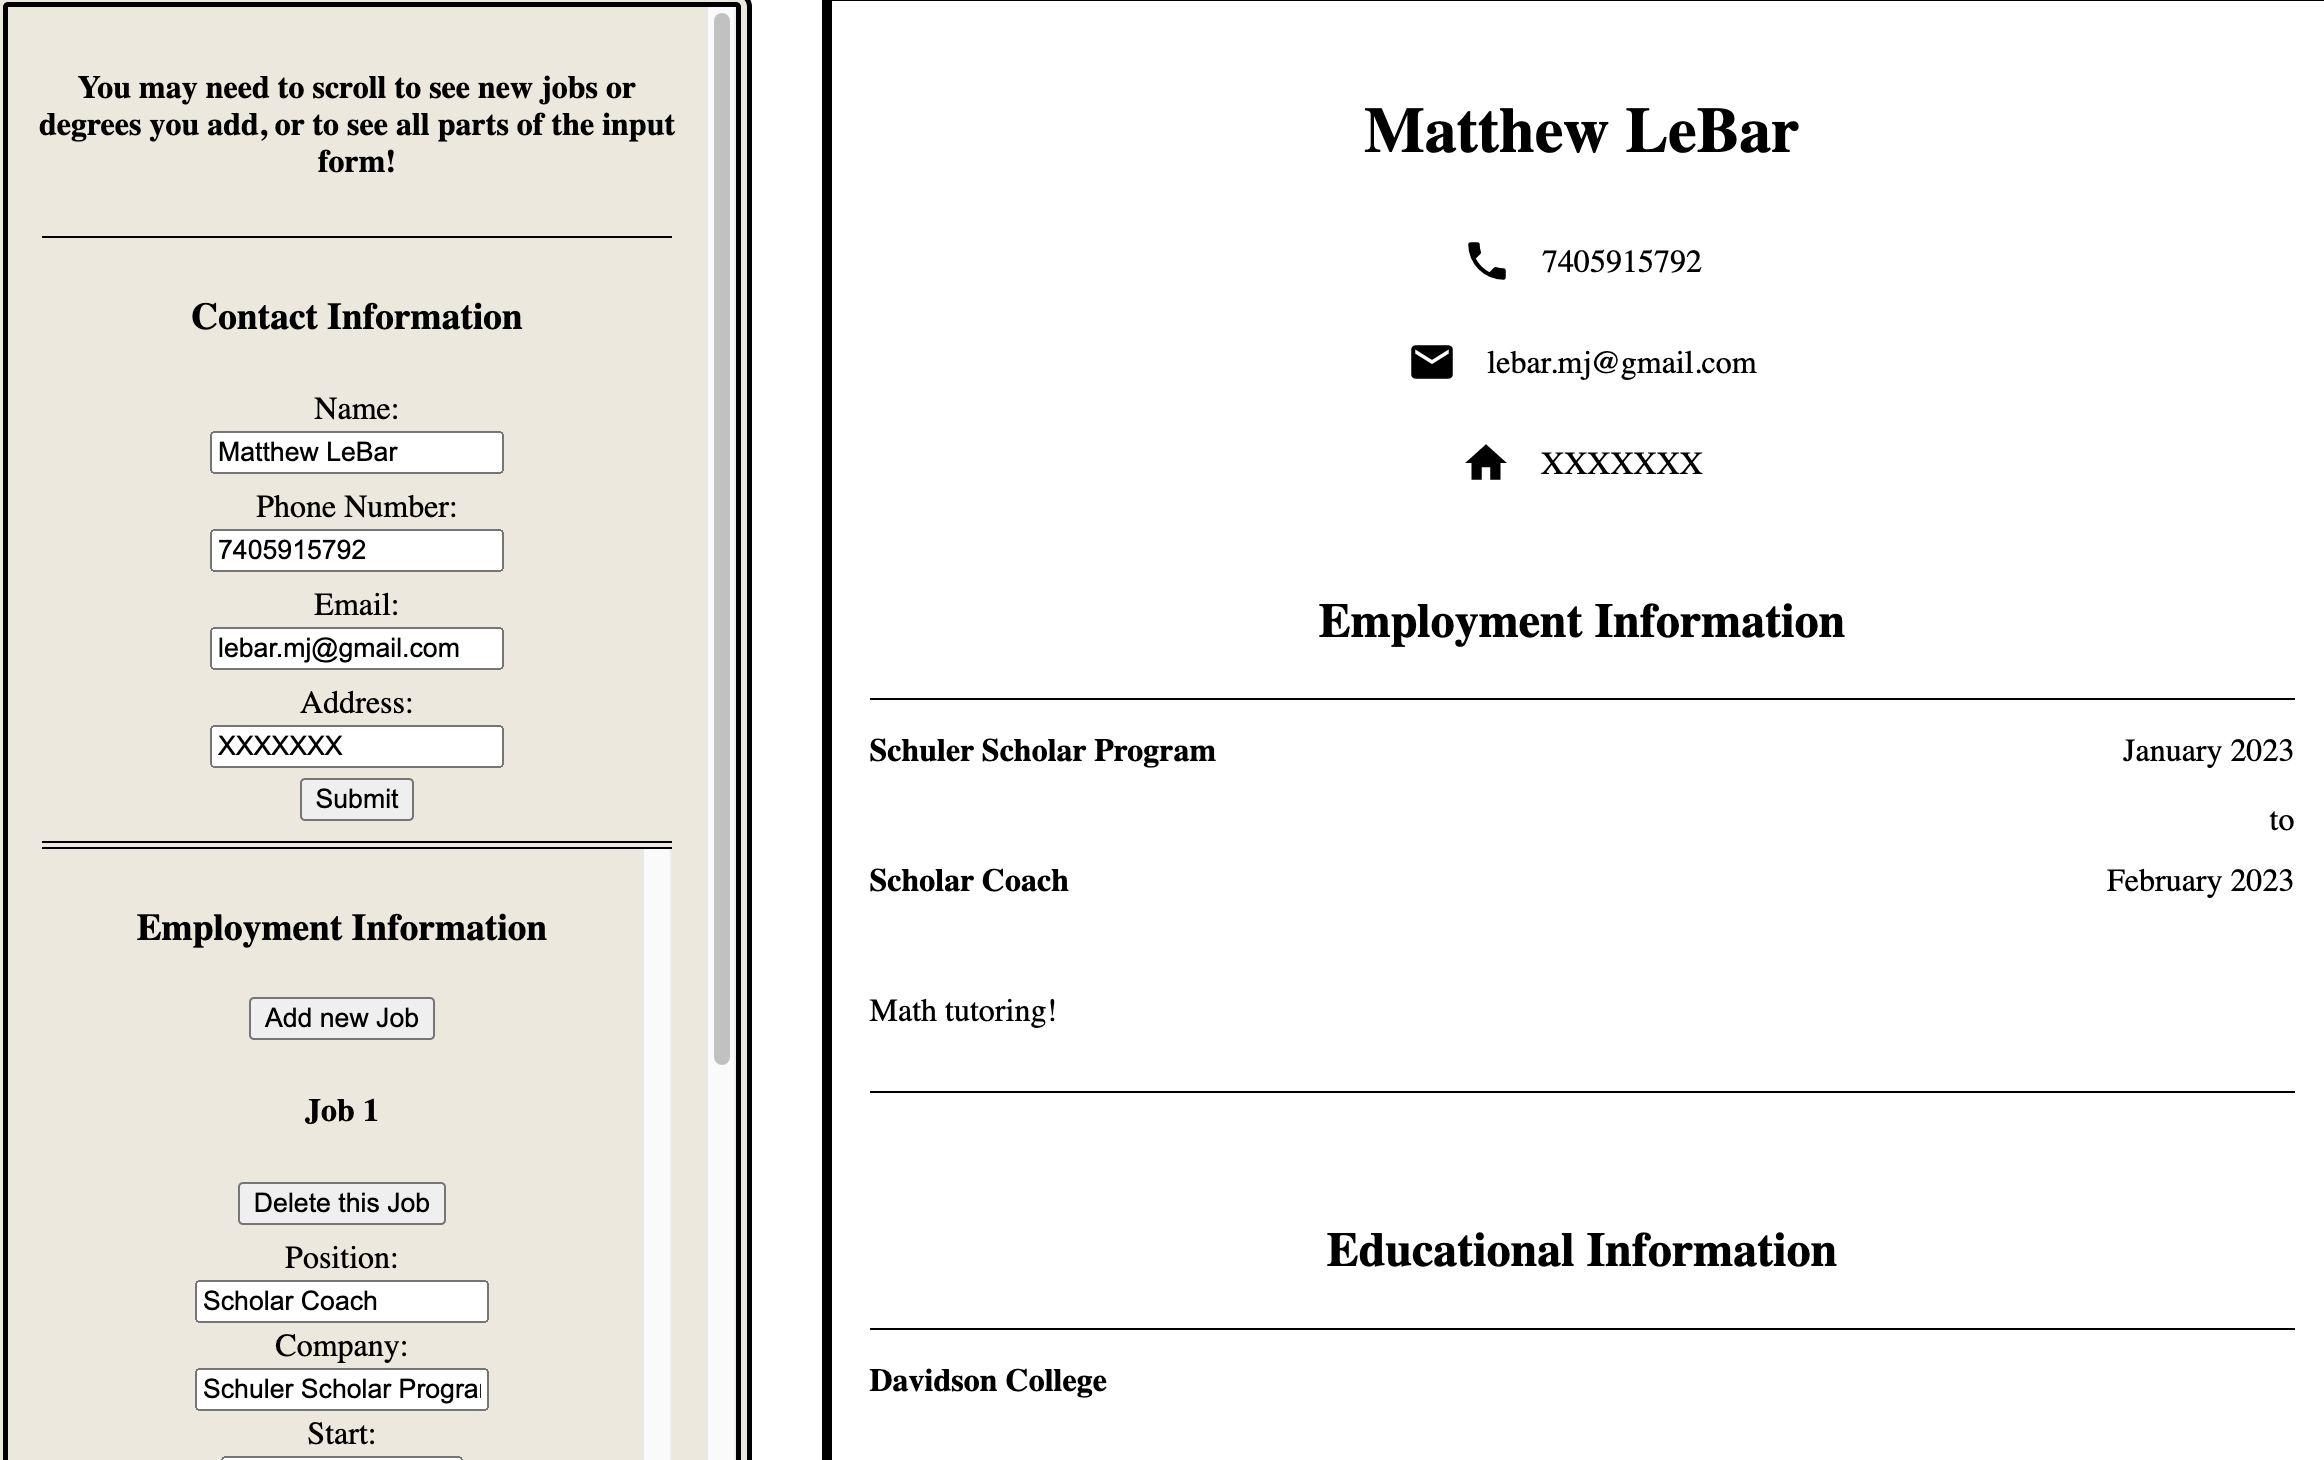 You may need to scroll to see new jobs or
degrees you add, or to see all parts of the input
form!
Contact Information
Name:
Matthew LeBar
Phone Number:
7405915792
Email:
lebar.mj@gmail.com
Address:
XXXXXXX
Submit
Employment Information
Add new Job
Job 1
Delete this Job
Position:
Scholar Coach
Company:
Schuler Scholar Progra
Start:
Matthew LeBar
7405915792
lebar.mj@gmail.com
XXXXXXX
Employment Information
Schuler Scholar Program January 2023
to
Scholar Coach February 2023
Math tutoring!
Educational Information
Davidson College